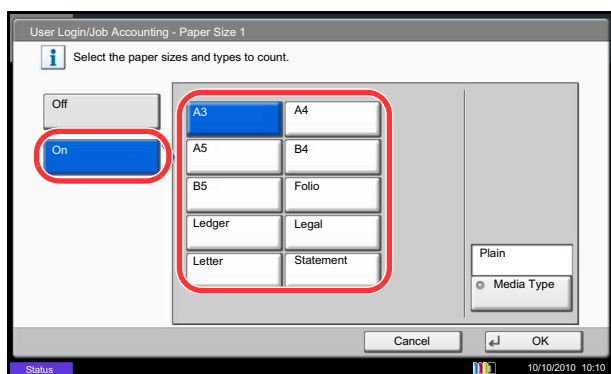 User Login/Job Accounting - Paper Size 1
Select the paper sizes and types to count.
Off
On
A3
A4
A5
B4
B5
Folio
Ledger
Legal
Letter
Statement
Plain
Media Type
Cancel
OK
Status
10/10/2010 10:10